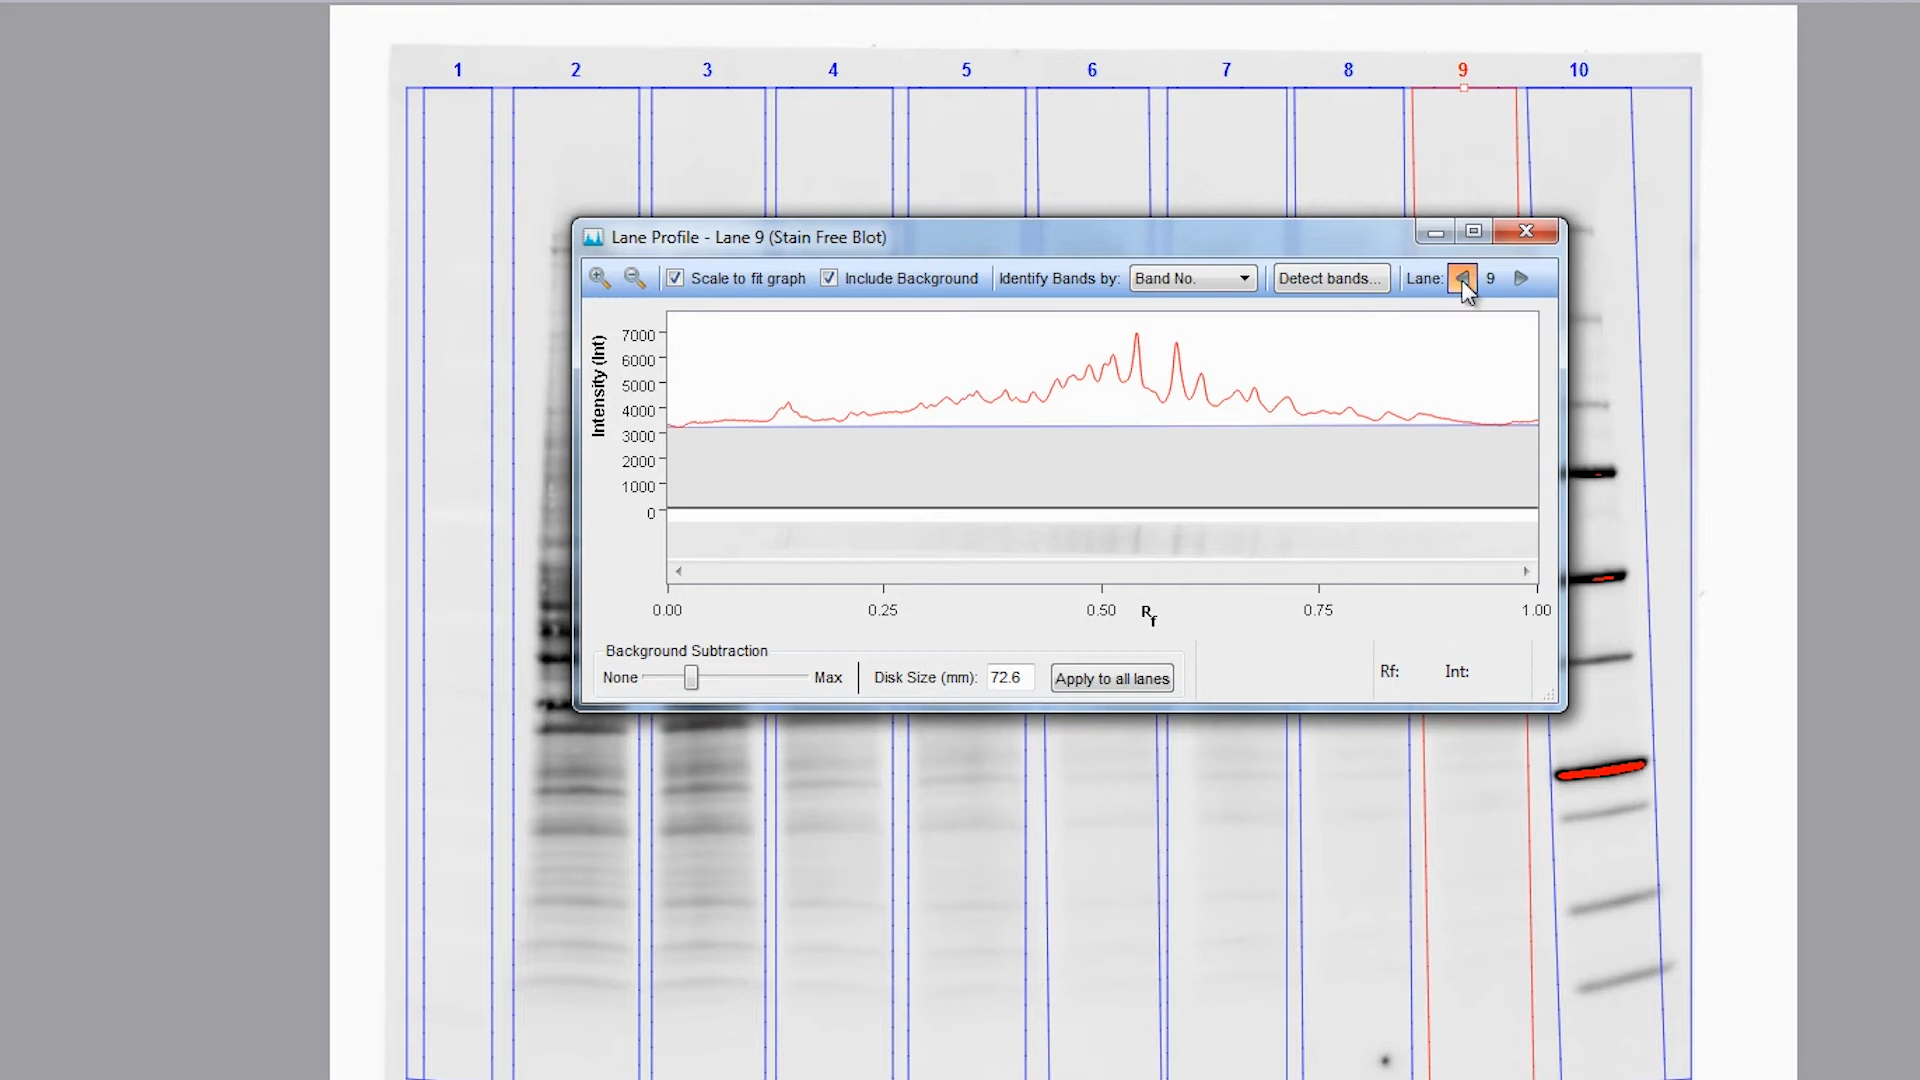 1 2 3 4 5 6 7 8 9 10
Lane Profile - Lane 9 (Stain Free Blot)
Scale to fit graph Include Background Identify Bands by: Band No. Detect bands... Lane: 9
Intensity (Int)
7000
6000
5000
4000
3000
2000
1000
0
0.00 0.25 0.50 0.75 1.00
Rf
Background Subtraction
None Max Disk Size (mm): 72.6 Apply to all lanes Rf: Int: